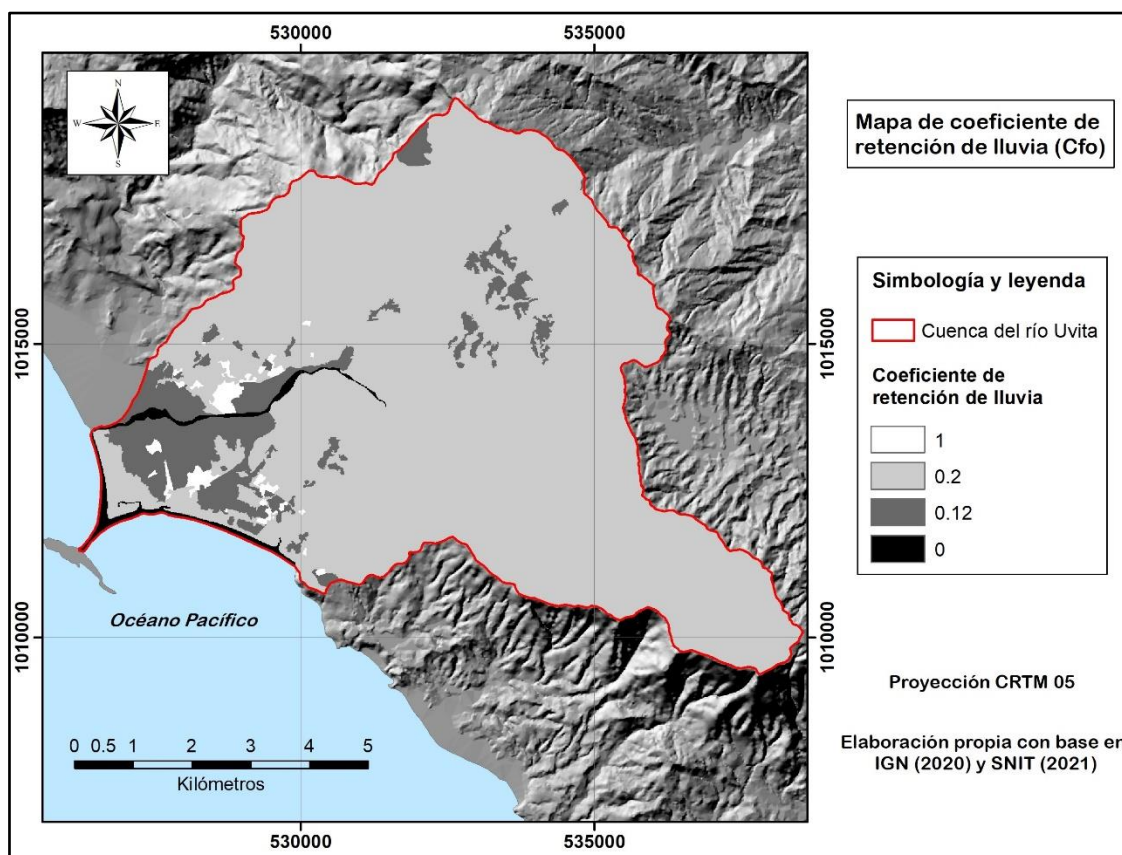 530000
535000
N
W
E
S
1015000
1015000
1010000
1010000
Océano Pacífico
0 0.5 1 2 3 4 5
Kilómetros
530000
535000
Mapa de coeficiente de
retención de lluvia (Cfo)
Simbología y leyenda
Cuenca del río Uvita
Coeficiente de
retención de lluvia
1
0.2
0.12
0
Proyección CRTM 05
Elaboración propia con base en
IGN (2020) y SNIT (2021)